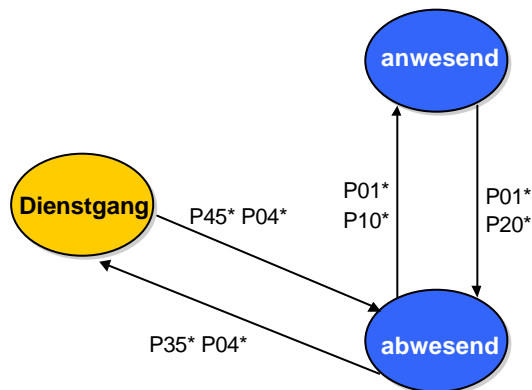 anwesend
Dienstgang
P45* P04*
P01*
P10*
P01*
P20*
P35* P04*
abwesend